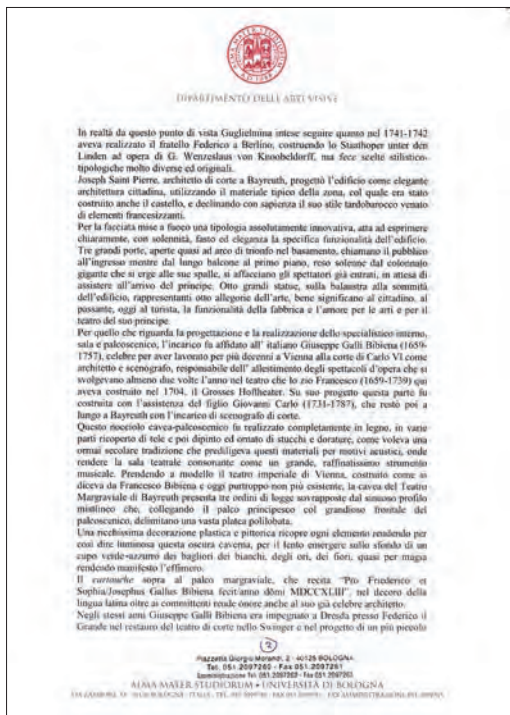 ALMA MATER STUDIORUM
A.D. 1088
DIPARTIMENTO DELLE ARTI VISIVE
In realtà da questo punto di vista Guglielmina intese seguire quanto nel 1741-1742
aveva realizzato il fratello Federico a Berlino, costruendo lo Stanthoper unter den
Linden ad opera di G. Wenzeslaus von Knoobeldorff, ma fece scelte stilistico-
tipologiche molto diverse ed originali.
Joseph Saint Pierre, architetto di corte a Bayreuth, progettò l'edificio come elegante
architettura cittadina, utilizzando il materiale tipico della zona, col quale era stato
costruito anche il castello, e declinando con sapienza il suo stile tardobarocco venato
di elementi francesizzanti.
Per la facciata mise a fuoco una tipologia assolutamente innovativa, atta ad esprimere
chiaramente, con solennità, fasto ed eleganza la specifica funzionalità dell'edificio.
Tre grandi porte, aperte quasi ad arco di trionfo nel basamento, chiamano il pubblico
all'ingresso mentre dal lungo balcone al primo piano, reso solenne dal colonnato
gigante che si erge alle sue spalle, si affacciano gli spettatori già entrati, in attesa di
assistere all'arrivo del principe. Otto grandi statue, sulla balaustra alla sommità
dell'edificio, rappresentanti otto allegorie dell'arte, bene significano al cittadino, al
passante, oggi al turista, la funzionalità della fabbrica e l'amore per le arti e per il
teatro del suo principe.
Per quello che riguarda la progettazione e la realizzazione dello specialistico interno,
sala e palcoscenico, l'incarico fu affidato all' italiano Giuseppe Galli Bibiena (1659-
1757), celebre per aver lavorato per più decenni a Vienna alla corte di Carlo VI come
architetto e scenografo, responsabile dell' allestimento degli spettacoli d'opera che si
svolgevano almeno due volte l'anno nel teatro che lo zio Francesco (1659-1739) qui
aveva costruito nel 1704, il Grosses Hoftheater. Su suo progetto questa parte fu
costruita con l'assistenza del figlio Giovanni Carlo (1731-1787), che restò poi a
lungo a Bayreuth con l'incarico di scenografo di corte.
Questo nocciolo cavea-palcoscenico fu realizzato completamente in legno, in varie
parti ricoperto di tele e poi dipinto ed ornato di stucchi e dorature, come voleva una
ormai secolare tradizione che prediligeva questi materiali per motivi acustici, onde
rendere la sala teatrale consonante come un grande, raffinatissimo strumento
musicale. Prendendo a modello il teatro imperiale di Vienna, costruito come si
diceva da Francesco Bibiena e oggi purtroppo non più esistente, la cavea del Teatro
Margraviale di Bayreuth presenta tre ordini di logge sovrapposte dal sinuoso profilo
mistilineo che, collegando il palco principesco col grandioso frontale del
palcoscenico, delimitano una vasta platea polilobata.
Una ricchissima decorazione plastica e pittorica ricopre ogni elemento rendendo per
così dire luminosa questa oscura caverna, per il lento emergere sullo sfondo di un
cupo verde-azzurro dei bagliori dei bianchi, degli ori, dei fiori, quasi per magia
rendendo manifesto l'effimero.
Il cartouche sopra al palco margraviale, che recita "Pro Friederico et
Sophia/Josephus Gallus Bibiena fecit/anno dômi MDCCXLIII", nel decoro della
lingua latina oltre ai committenti rende onore anche al suo già celebre architetto.
Negli stessi anni Giuseppe Galli Bibiena era impegnato a Dresda presso Federico il
Grande nel restauro del teatro di corte nello Swinger e nel progetto di un più piccolo
2
Piazzetta Giorgio Morandi, 2 - 40125 BOLOGNA
Tel. 051 2097260 - Fax 051 2097261
Amministrazione Tel. 051 2097262 - Fax 051 2097263
ALMA MATER STUDIORUM • UNIVERSITÀ DI BOLOGNA